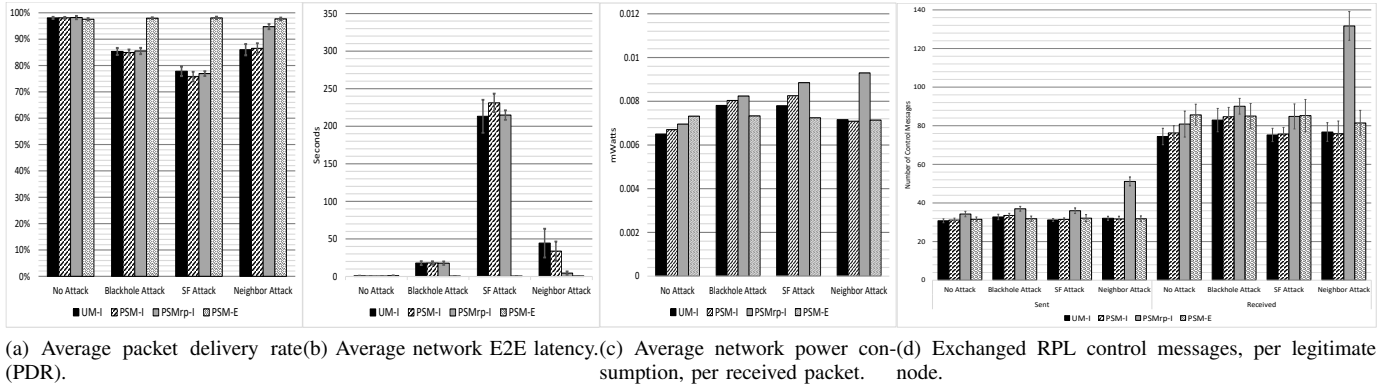 100%
90%
80%
70%
60%
50%
40%
30%
20%
10%
0%
No Attack Blackhole Attack SF Attack Neighbor Attack
UM-I PSM-I PSMrp-I PSM-E
350
300
250
200
150
100
50
0
Seconds
No Attack Blackhole Attack SF Attack Neighbor Attack
UM-I PSM-I PSMrp-I PSM-E
0.012
0.01
0.008
0.006
0.004
0.002
0
mWatts
No Attack Blackhole Attack SF Attack Neighbor Attack
UM-I PSM-I PSMrp-I PSM-E
140
120
100
80
60
40
20
0
Number of Control Messages
No Attack Blackhole Attack SF Attack Neighbor Attack No Attack Blackhole Attack SF Attack Neighbor Attack
Sent Received
UM-I PSM-I PSMrp-I PSM-E
(a) Average packet delivery rate
(PDR).
(b) Average network E2E latency.
(c) Average network power con-
sumption, per received packet.
(d) Exchanged RPL control messages, per legitimate
node.